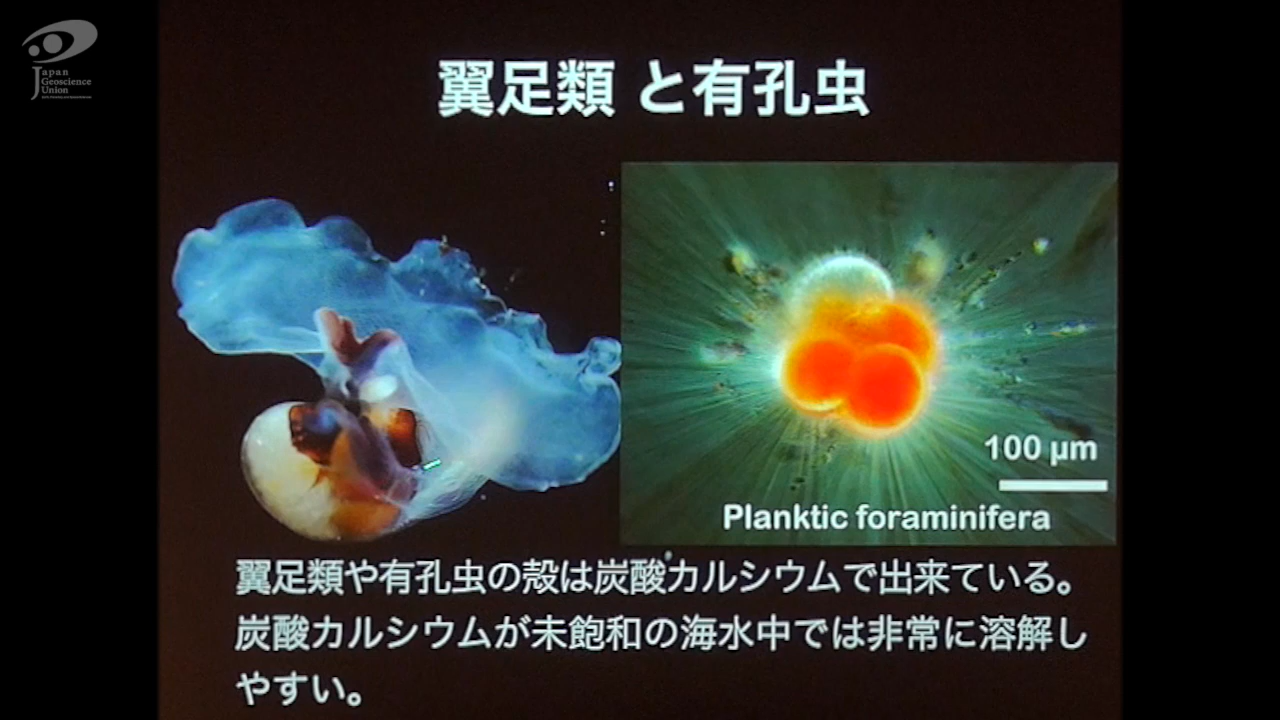 Japan
Geoscience
Union
翼足類 と有孔虫
100 µm
Planktic foraminifera
翼足類や有孔虫の殻は炭酸カルシウムで出来ている。
炭酸カルシウムが未飽和の海水中では非常に溶解し
やすい。